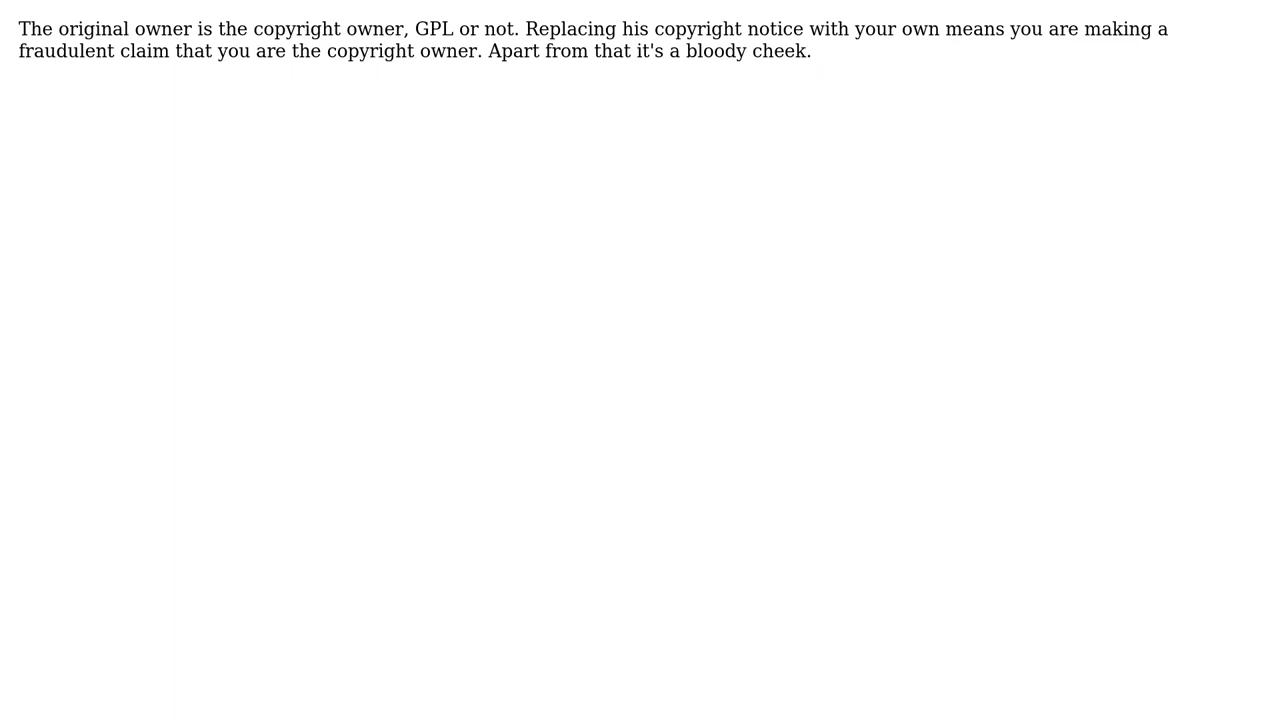 The original owner is the copyright owner, GPL or not. Replacing his copyright notice with your own means you are making a
fraudulent claim that you are the copyright owner. Apart from that it's a bloody cheek.